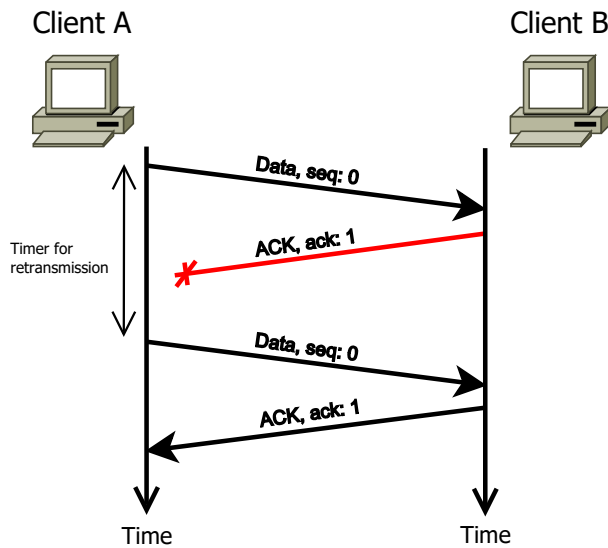 Client A
Client B
Data, seq: 0
ACK, ack: 1
Timer for
retransmission
Data, seq: 0
ACK, ack: 1
Time
Time